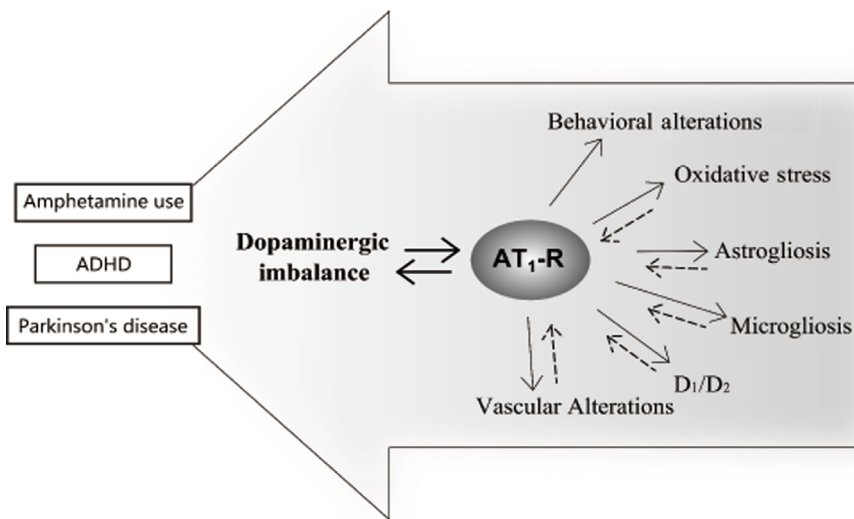 Behavioral alterations
Oxidative stress
Amphetamine use
Dopaminergic
imbalance
AT₁-R
Astrogliosis
ADHD
Microgliosis
Parkinson's disease
D₁/D₂
Vascular Alterations